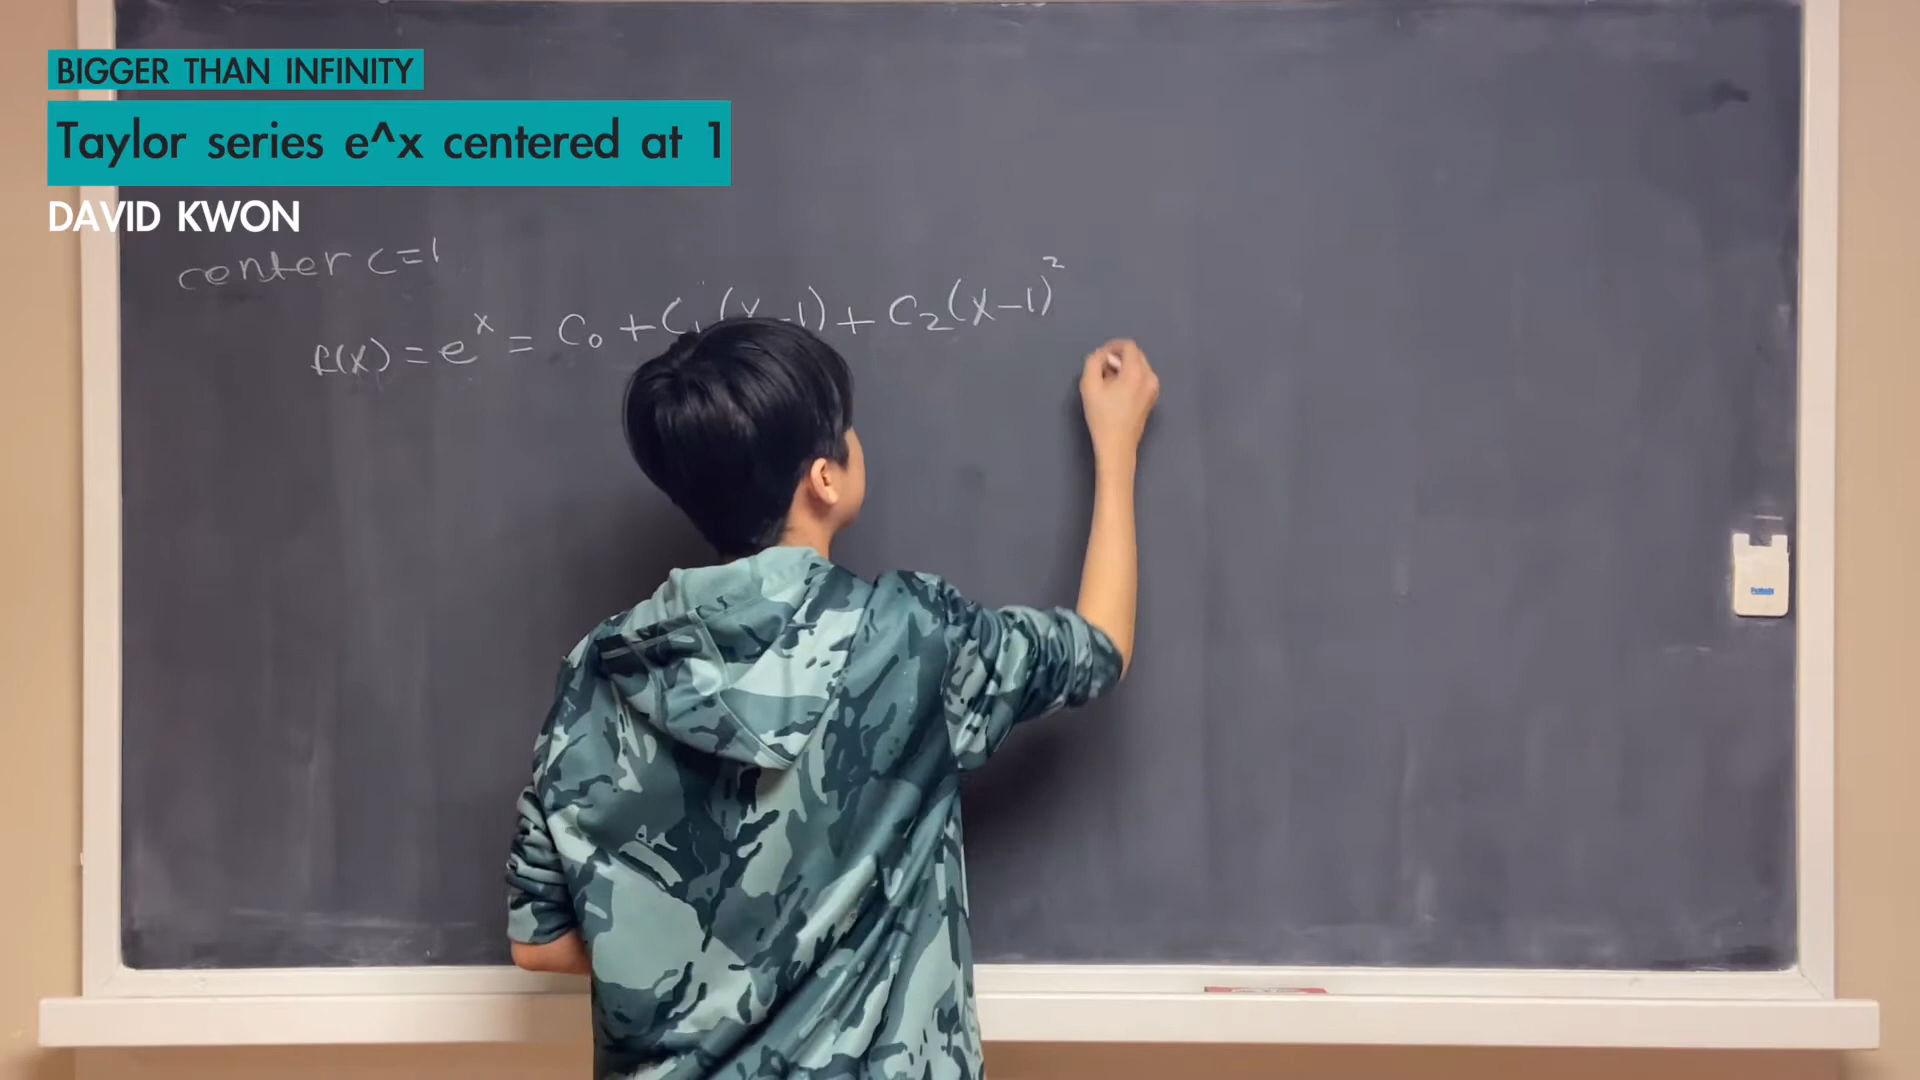 BIGGER THAN INFINITY
Taylor series e^x centered at 1
DAVID KWON
center c=1
f(x) = e^x = C₀ + C₁(x-1) + C₂(x-1)²